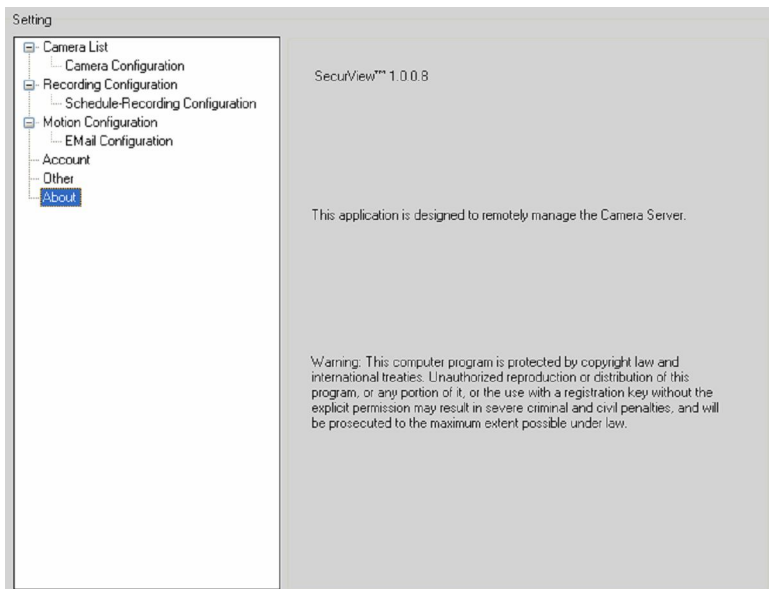 Setting
Camera List
Camera Configuration
Recording Configuration
Schedule-Recording Configuration
Motion Configuration
EMail Configuration
Account
Other
About
SecurView™ 1.0.0.8
This application is designed to remotely manage the Camera Server.
Warning: This computer program is protected by copyright law and
international treaties. Unauthorized reproduction or distribution of this
program, or any portion of it, or the use with a registration key without the
explicit permission may result in severe criminal and civil penalties, and will
be prosecuted to the maximum extent possible under law.